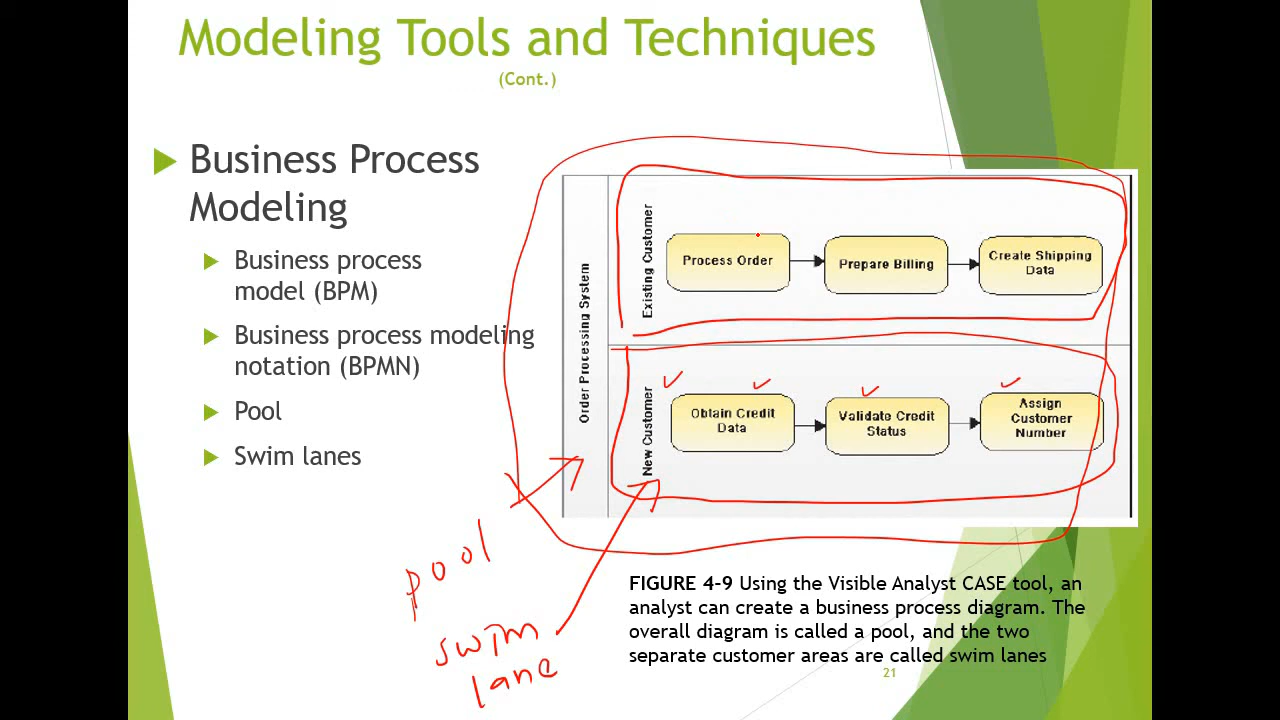 Modeling Tools and Techniques
(Cont.)
Business Process
Modeling
Business process
model (BPM)
Business process modeling
notation (BPMN)
Pool
Swim lanes
Order Processing System
Existing Customer
Process Order
Prepare Billing
Create Shipping
Data
New Customer
Obtain Credit
Data
Validate Credit
Status
Assign
Customer
Number
pool
swim
lane
FIGURE 4-9 Using the Visible Analyst CASE tool, an
analyst can create a business process diagram. The
overall diagram is called a pool, and the two
separate customer areas are called swim lanes
21